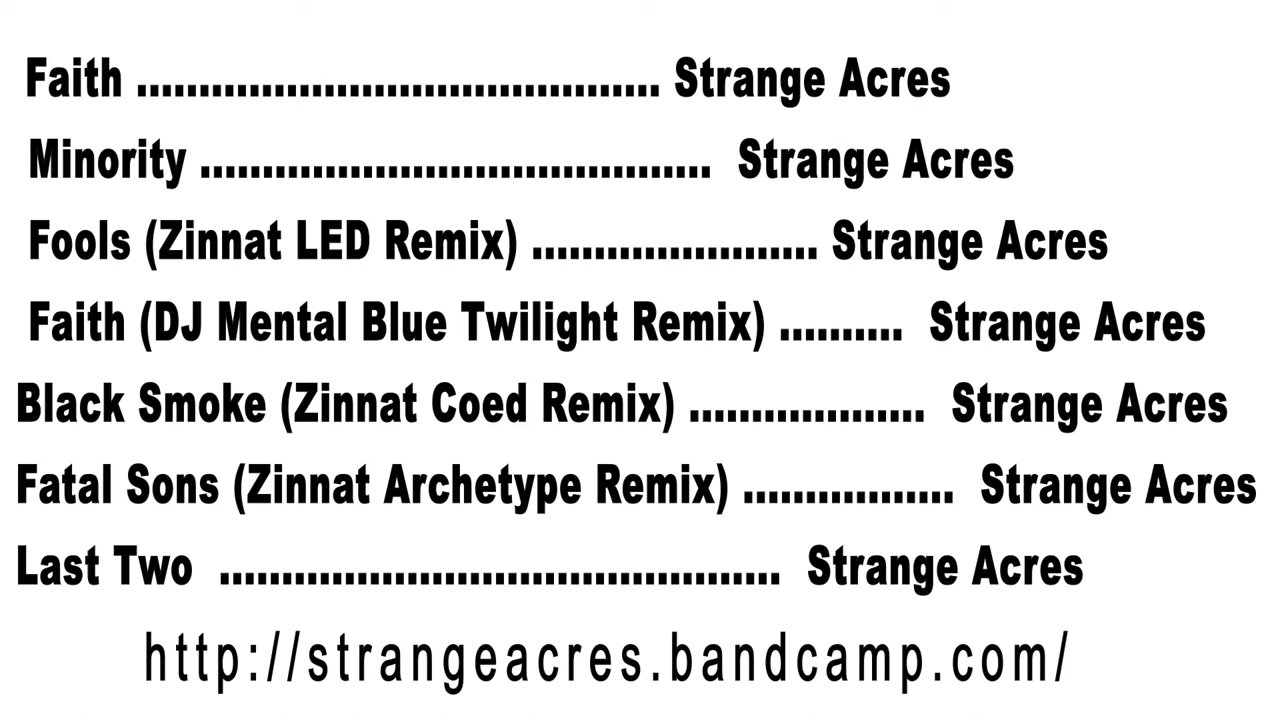 Faith .......................................... Strange Acres
Minority ......................................... Strange Acres
Fools (Zinnat LED Remix) ....................... Strange Acres
Faith (DJ Mental Blue Twilight Remix) .......... Strange Acres
Black Smoke (Zinnat Coed Remix) ................... Strange Acres
Fatal Sons (Zinnat Archetype Remix) ................. Strange Acres
Last Two ............................................. Strange Acres
http://strangeacres.bandcamp.com/